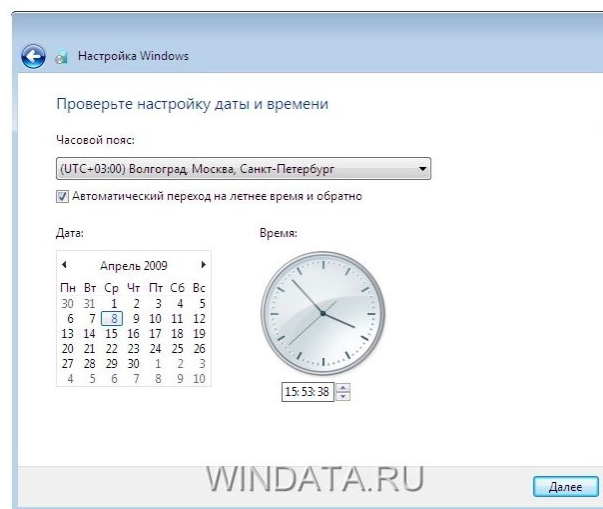 Настройка Windows
Проверьте настройку даты и времени
Часовой пояс:
(UTC+03:00) Волгоград, Москва, Санкт-Петербург
Автоматический переход на летнее время и обратно
Дата:
Время:
Апрель 2009
Пн Вт Ср Чт Пт Сб Вс
30 31 1 2 3 4 5
6 7 8 9 10 11 12
13 14 15 16 17 18 19
20 21 22 23 24 25 26
27 28 29 30 1 2 3
4 5 6 7 8 9 10
15:53:38
WINDATA.RU
Далее